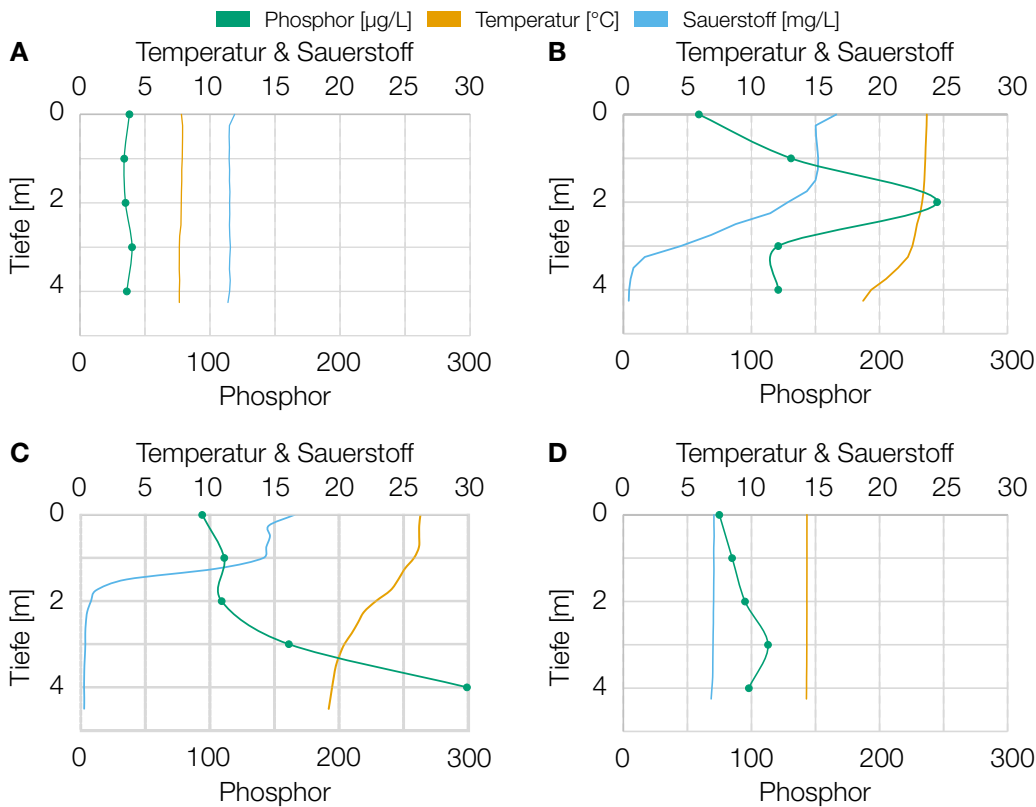 Phosphor [µg/L] Temperatur [°C] Sauerstoff [mg/L]
A
Temperatur & Sauerstoff
0 5 10 15 20 25 30
0
2
4
Tiefe [m]
0 100 200 300
Phosphor
B
Temperatur & Sauerstoff
0 5 10 15 20 25 30
0
2
4
Tiefe [m]
0 100 200 300
Phosphor
C
Temperatur & Sauerstoff
0 5 10 15 20 25 30
0
2
4
Tiefe [m]
0 100 200 300
Phosphor
D
Temperatur & Sauerstoff
0 5 10 15 20 25 30
0
2
4
Tiefe [m]
0 100 200 300
Phosphor